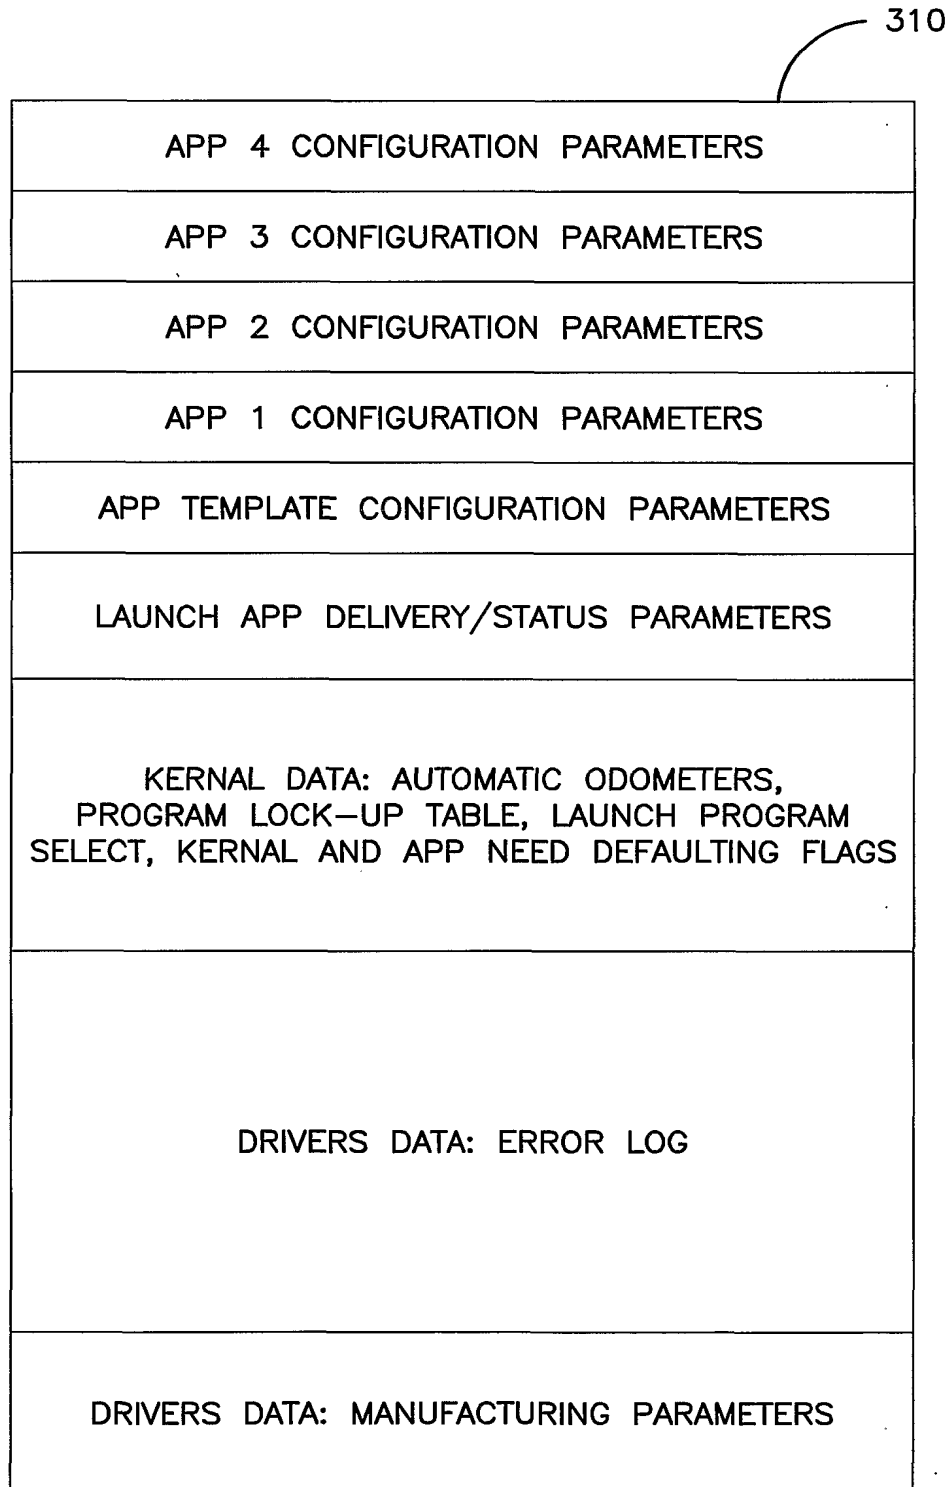 310
APP 4 CONFIGURATION PARAMETERS
APP 3 CONFIGURATION PARAMETERS
APP 2 CONFIGURATION PARAMETERS
APP 1 CONFIGURATION PARAMETERS
APP TEMPLATE CONFIGURATION PARAMETERS
LAUNCH APP DELIVERY/STATUS PARAMETERS
KERNAL DATA: AUTOMATIC ODOMETERS,
PROGRAM LOCK-UP TABLE, LAUNCH PROGRAM
SELECT, KERNAL AND APP NEED DEFAULTING FLAGS
DRIVERS DATA: ERROR LOG
DRIVERS DATA: MANUFACTURING PARAMETERS